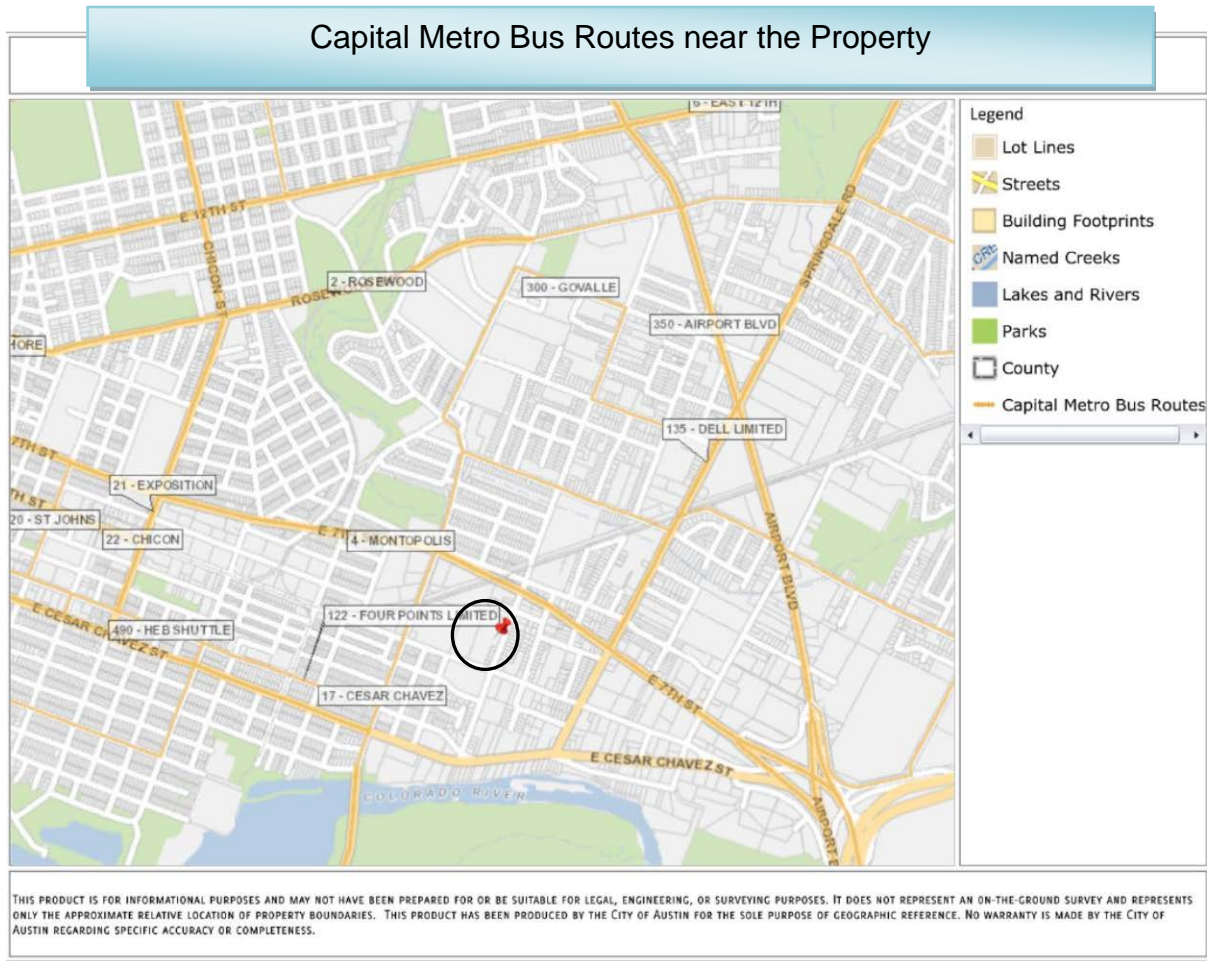 Capital Metro Bus Routes near the Property
6 - EAST 12TH
E 12TH ST
CHICON ST
SPRINGDALE RD
2 - ROSEWOOD
300 - GOVALLE
350 - AIRPORT BLVD
135 - DELL LIMITED
7TH ST
21 - EXPOSITION
TH ST
20 - ST JOHNS
22 - CHICON
4 - MONTOPOLIS
AIRPORT BLVD
122 - FOUR POINTS LIMITED
E CESAR CHAVEZ ST
490 - HEB SHUTTLE
17 - CESAR CHAVEZ
E 7TH ST
E CESAR CHAVEZ ST
COLORADO RIVER
Legend
Lot Lines
Streets
Building Footprints
CRE
Named Creeks
Lakes and Rivers
Parks
County
Capital Metro Bus Routes
THIS PRODUCT IS FOR INFORMATIONAL PURPOSES AND MAY NOT HAVE BEEN PREPARED FOR OR BE SUITABLE FOR LEGAL, ENGINEERING, OR SURVEYING PURPOSES. IT DOES NOT REPRESENT AN ON-THE-GROUND SURVEY AND REPRESENTS
ONLY THE APPROXIMATE RELATIVE LOCATION OF PROPERTY BOUNDARIES. THIS PRODUCT HAS BEEN PRODUCED BY THE CITY OF AUSTIN FOR THE SOLE PURPOSE OF GEOGRAPHIC REFERENCE. NO WARRANTY IS MADE BY THE CITY OF
AUSTIN REGARDING SPECIFIC ACCURACY OR COMPLETENESS.